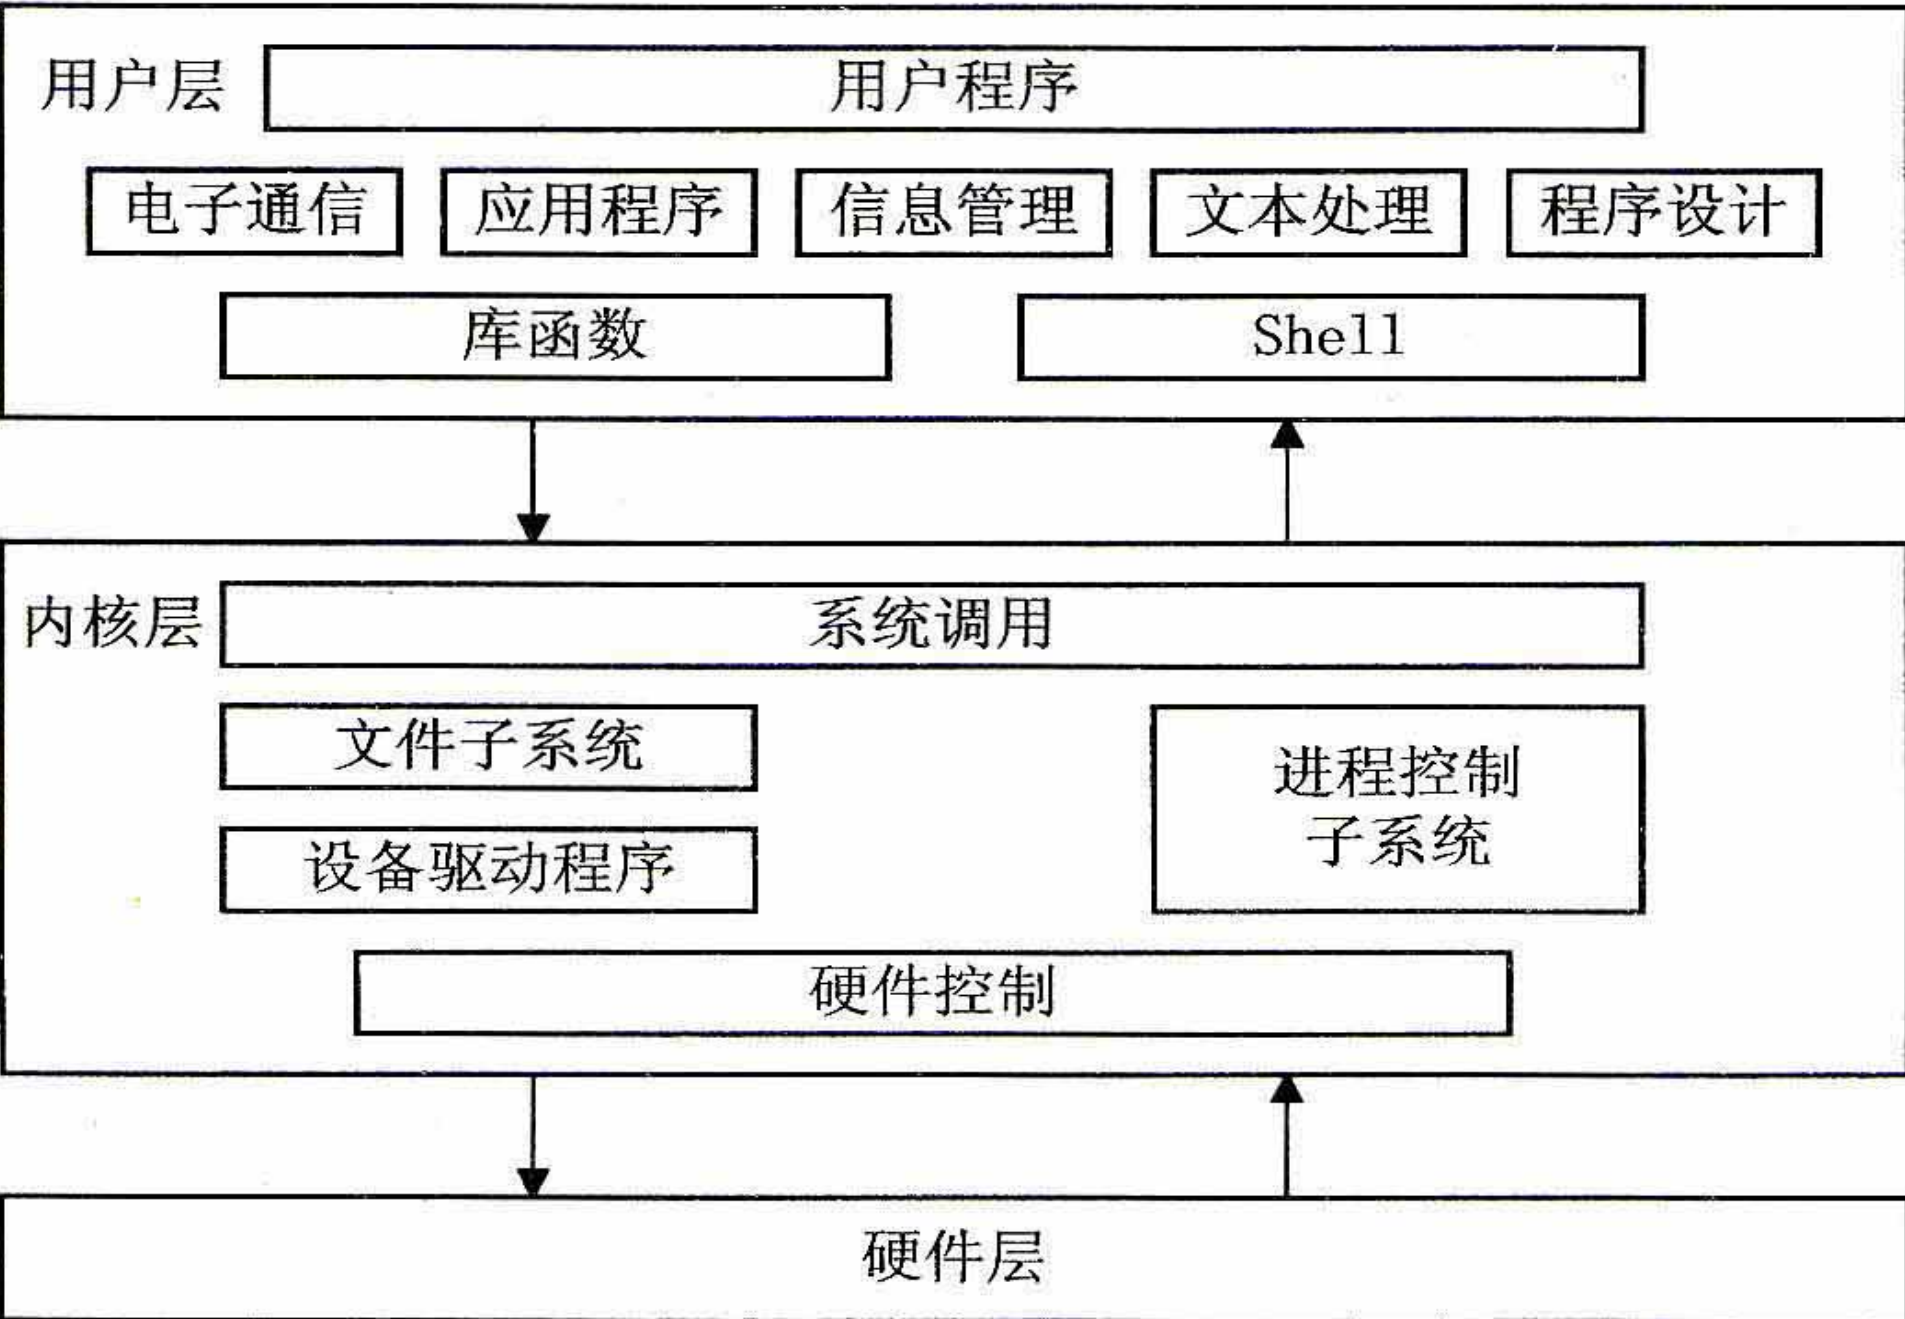 用户层
用户程序
电子通信
应用程序
信息管理
文本处理
程序设计
库函数
Shell
内核层
系统调用
文件子系统
设备驱动程序
进程控制
子系统
硬件控制
硬件层